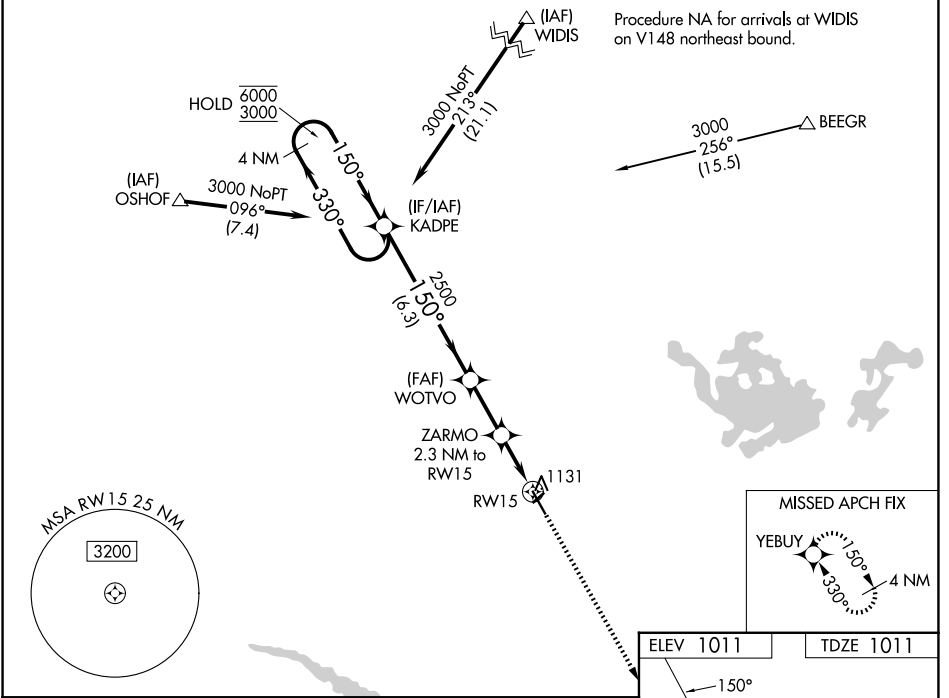 (IAF)
WIDIS
Procedure NA for arrivals at WIDIS
on V148 northeast bound.
3000 NoPT
213°
(21.1)
BEEGR
3000
256°
(15.5)
HOLD
6000
3000
4 NM
150°
330°
(IAF)
OSHOF
3000 NoPT
096°
(7.4)
(IF/IAF)
KADPE
2500
150°
(6.3)
(FAF)
WOTVO
ZARMO
2.3 NM to
RW15
1131
RW15
MSA RW15 25 NM
3200
MISSED APCH FIX
YEBUY
150°
330°
4 NM
ELEV 1011
TDZE 1011
150°